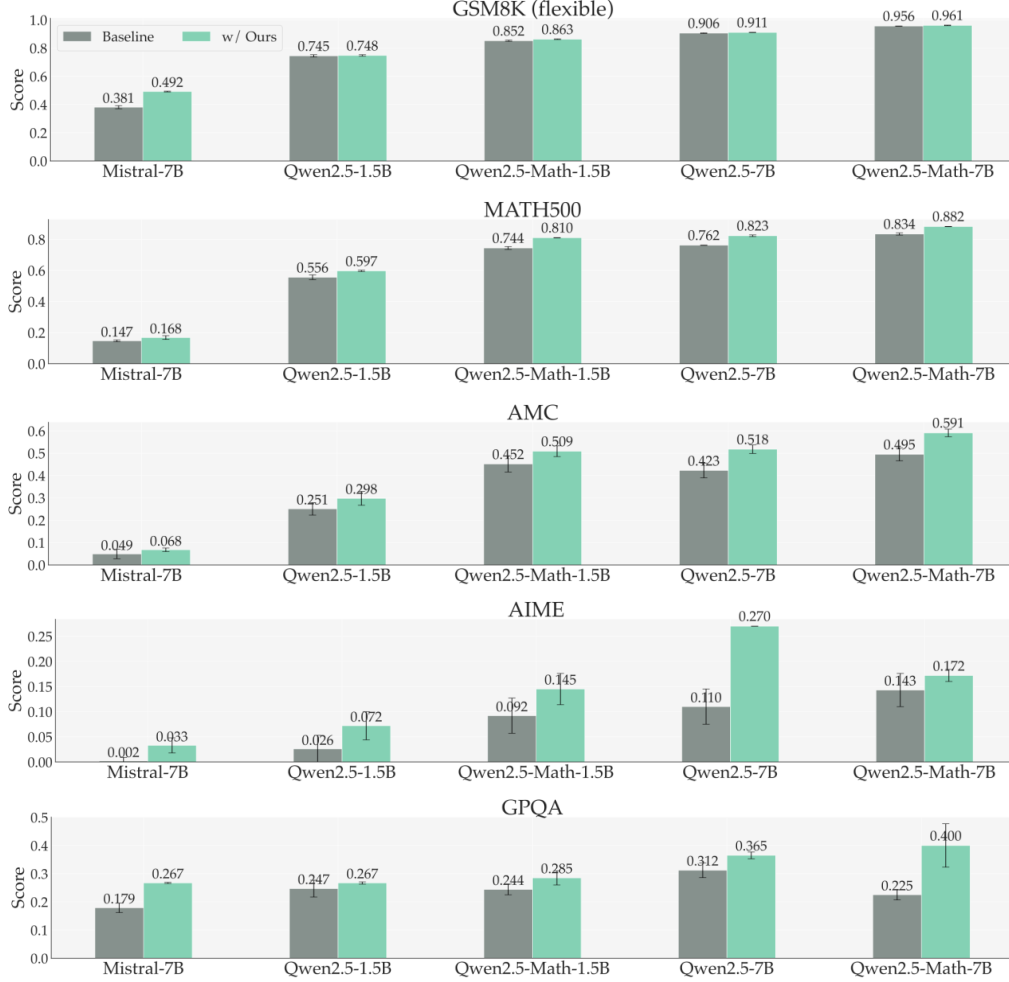 GSM8K (flexible)
Baseline
w/ Ours
Score
1.0
0.8
0.6
0.4
0.2
0.0
0.381 0.492 0.745 0.748 0.852 0.863 0.906 0.911 0.956 0.961
Mistral-7B Qwen2.5-1.5B Qwen2.5-Math-1.5B Qwen2.5-7B Qwen2.5-Math-7B
MATH500
Score
0.8
0.6
0.4
0.2
0.0
0.147 0.168 0.556 0.597 0.744 0.810 0.762 0.823 0.834 0.882
Mistral-7B Qwen2.5-1.5B Qwen2.5-Math-1.5B Qwen2.5-7B Qwen2.5-Math-7B
AMC
Score
0.6
0.5
0.4
0.3
0.2
0.1
0.0
0.049 0.068 0.251 0.298 0.452 0.509 0.423 0.518 0.495 0.591
Mistral-7B Qwen2.5-1.5B Qwen2.5-Math-1.5B Qwen2.5-7B Qwen2.5-Math-7B
AIME
Score
0.25
0.20
0.15
0.10
0.05
0.00
0.002 0.033 0.026 0.072 0.092 0.145 0.110 0.270 0.143 0.172
Mistral-7B Qwen2.5-1.5B Qwen2.5-Math-1.5B Qwen2.5-7B Qwen2.5-Math-7B
GPQA
Score
0.5
0.4
0.3
0.2
0.1
0.0
0.179 0.267 0.247 0.267 0.244 0.285 0.312 0.365 0.225 0.400
Mistral-7B Qwen2.5-1.5B Qwen2.5-Math-1.5B Qwen2.5-7B Qwen2.5-Math-7B